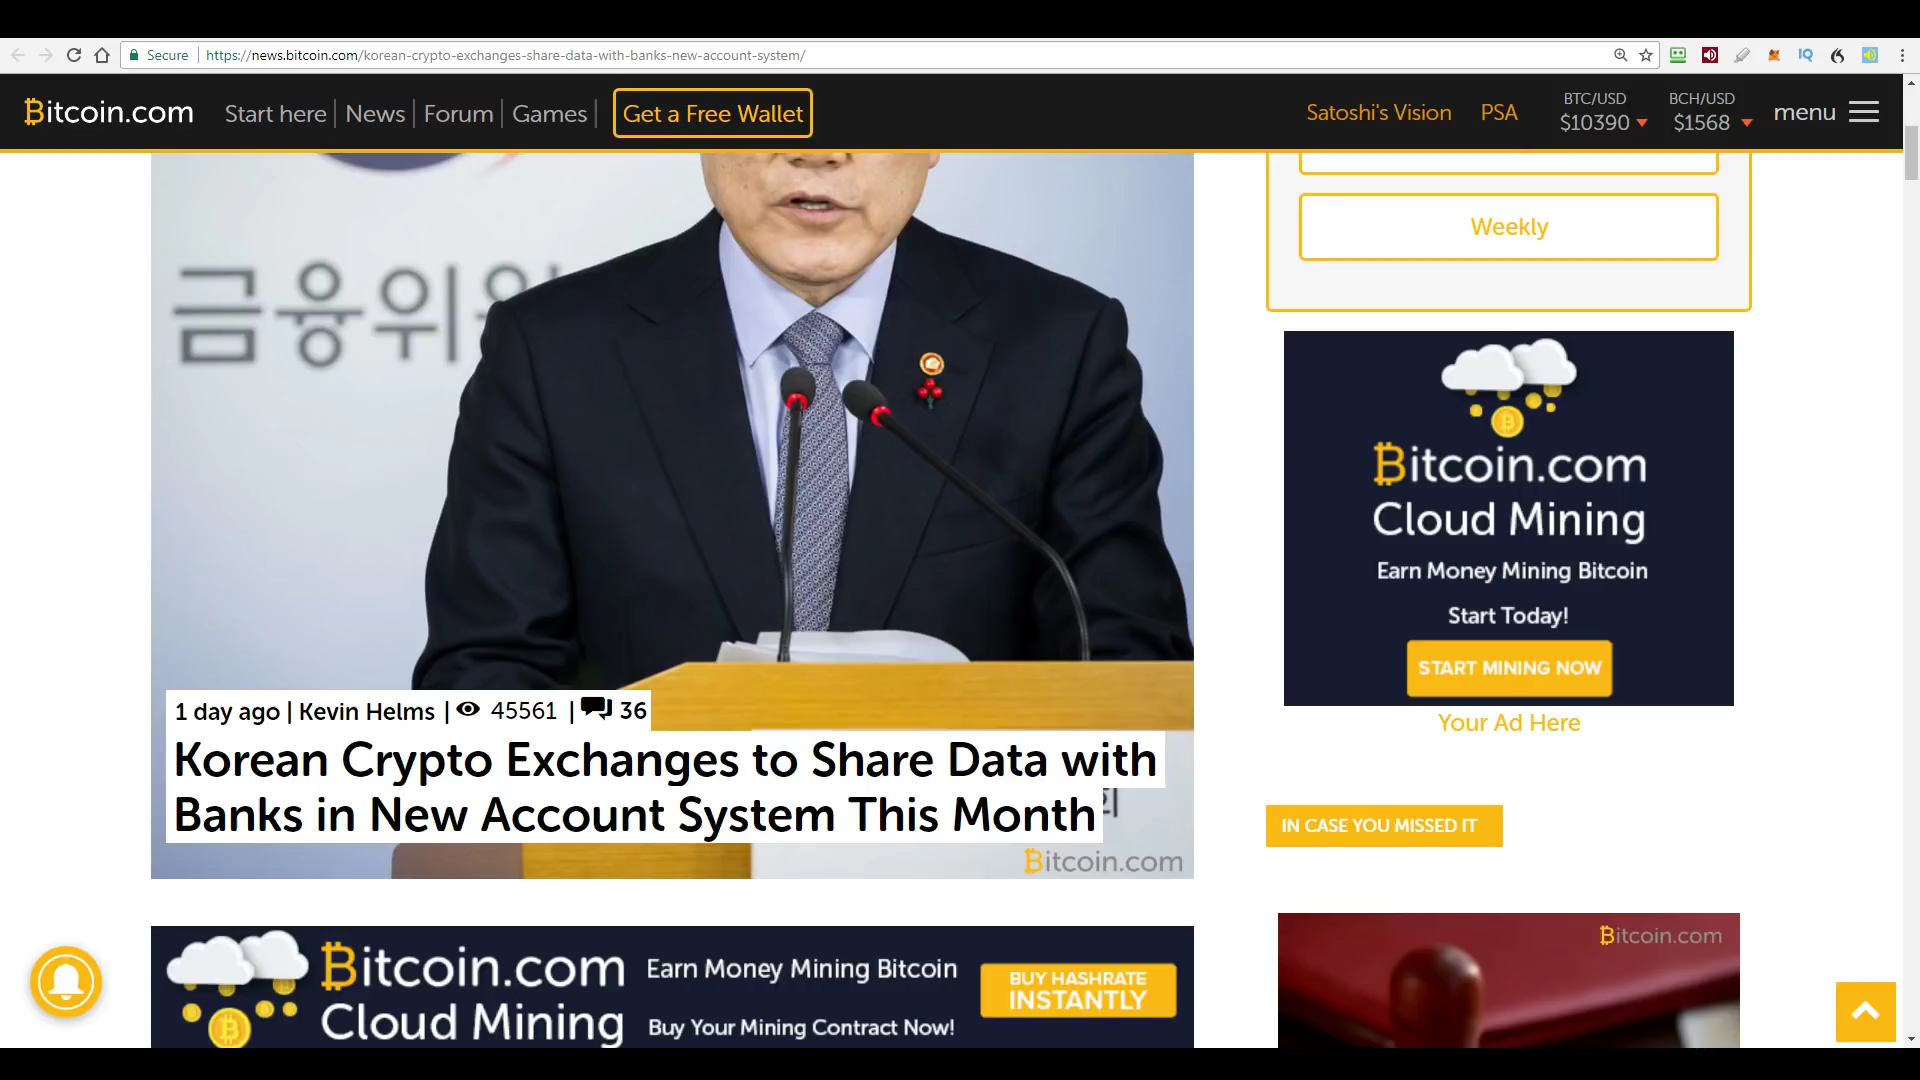 Secure
https://news.bitcoin.com/korean-crypto-exchanges-share-data-with-banks-new-account-system/
Bitcoin.com
Start here
News
Forum
Games
Get a Free Wallet
Satoshi's Vision
PSA
BTC/USD
$10390
BCH/USD
$1568
menu
금융위원
회
1 day ago | Kevin Helms | 45561 | 36
Korean Crypto Exchanges to Share Data with
Banks in New Account System This Month
Bitcoin.com
Bitcoin.com
Cloud Mining
Earn Money Mining Bitcoin
Buy Your Mining Contract Now!
BUY HASHRATE
INSTANTLY
Weekly
Bitcoin.com
Cloud Mining
Earn Money Mining Bitcoin
Start Today!
START MINING NOW
Your Ad Here
IN CASE YOU MISSED IT
Bitcoin.com